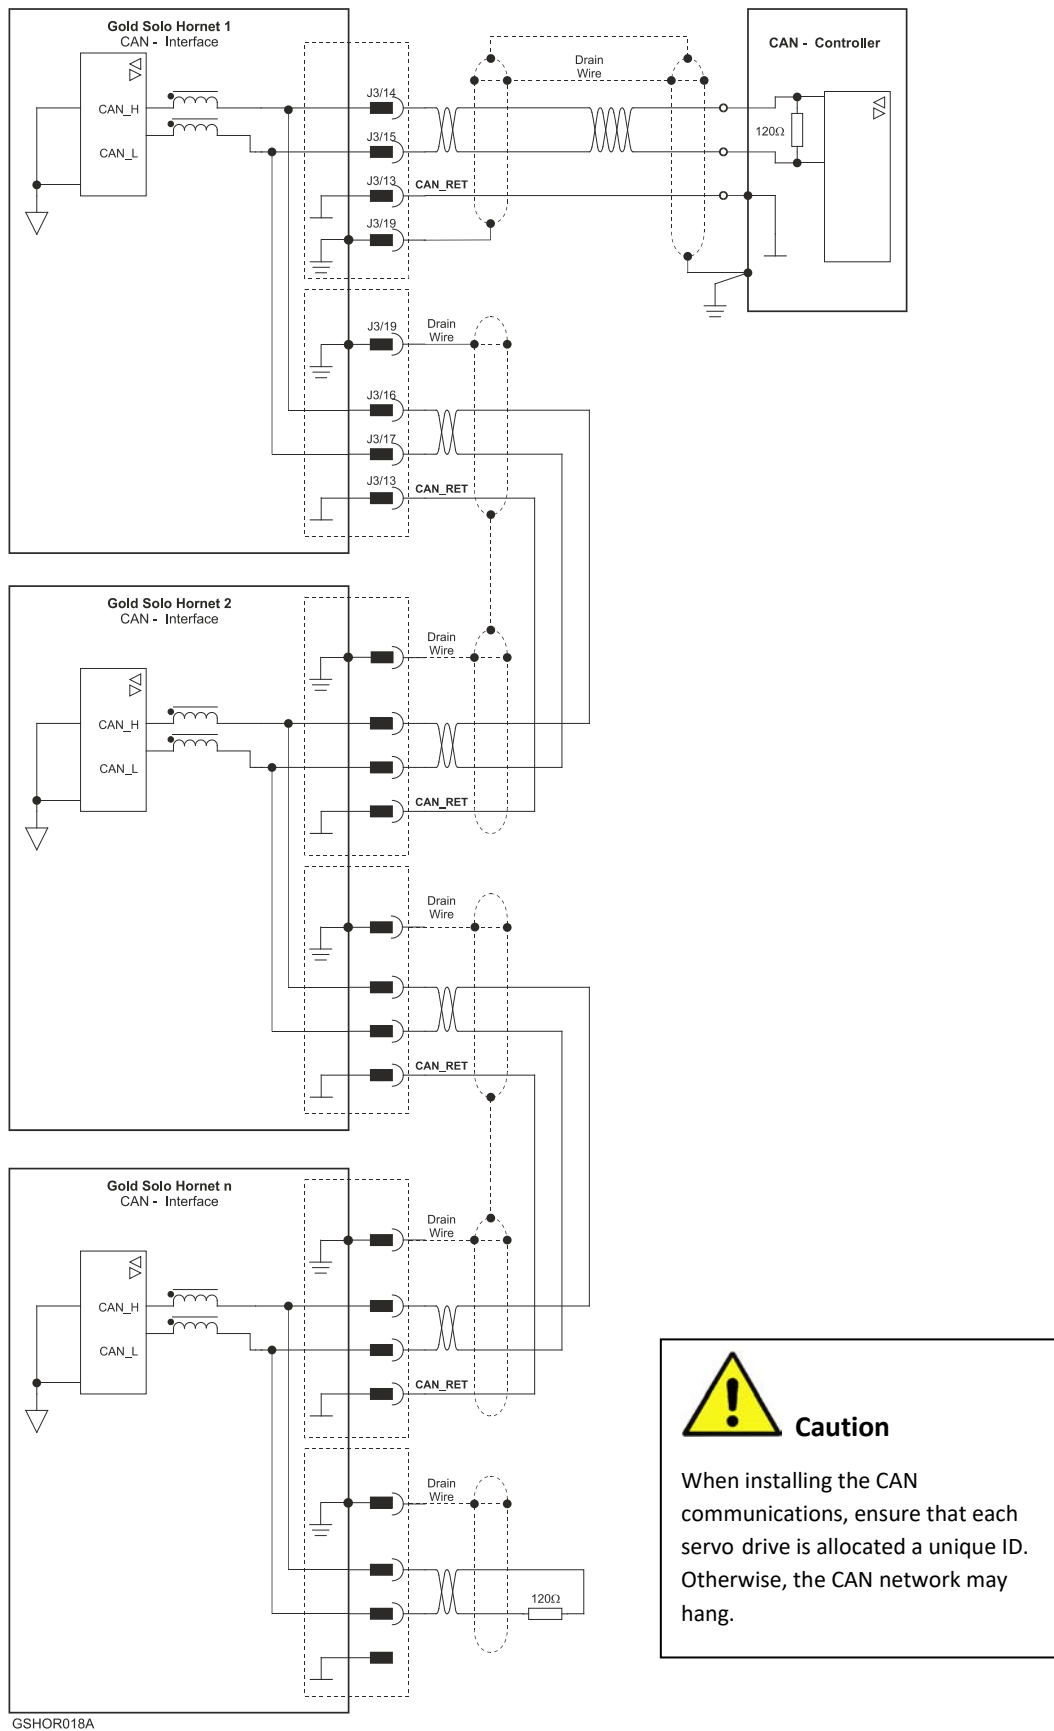 Gold Solo Hornet 1
CAN - Interface
CAN_H
CAN_L
J3/14
J3/15
J3/13
CAN_RET
J3/19
Drain
Wire
CAN - Controller
120Ω
J3/19
Drain
Wire
J3/16
J3/17
J3/13
CAN_RET
Gold Solo Hornet 2
CAN - Interface
CAN_H
CAN_L
Drain
Wire
CAN_RET
Drain
Wire
CAN_RET
Gold Solo Hornet n
CAN - Interface
CAN_H
CAN_L
Drain
Wire
CAN_RET
Drain
Wire
120Ω
Caution
When installing the CAN
communications, ensure that each
servo drive is allocated a unique ID.
Otherwise, the CAN network may
hang.
GSHOR018A